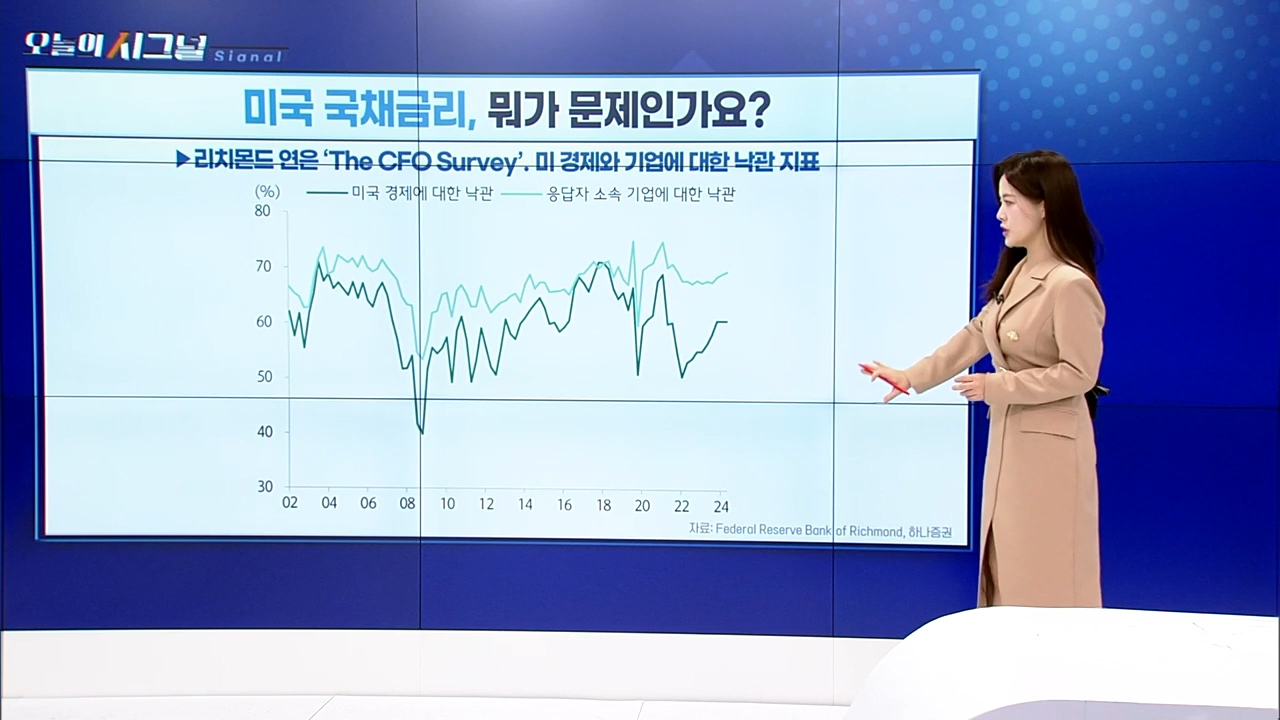 오늘의 시그널 Signal
미국 국채금리, 뭐가 문제인가요?
▶리치몬드 연은 ‘The CFO Survey’. 미 경제와 기업에 대한 낙관 지표
(%) 미국 경제에 대한 낙관 응답자 소속 기업에 대한 낙관
80
70
60
50
40
30
02 04 06 08 10 12 14 16 18 20 22 24
자료: Federal Reserve Bank of Richmond, 하나증권